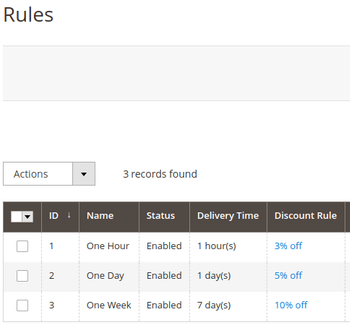 Rules
Actions
3 records found
ID ↓ Name Status Delivery Time Discount Rule
1 One Hour Enabled 1 hour(s) 3% off
2 One Day Enabled 1 day(s) 5% off
3 One Week Enabled 7 day(s) 10% off